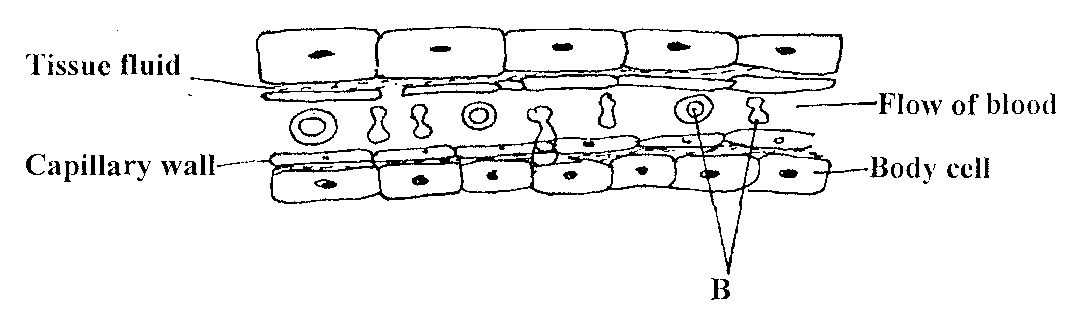 Tissue fluid
Flow of blood
Capillary wall
Body cell
B